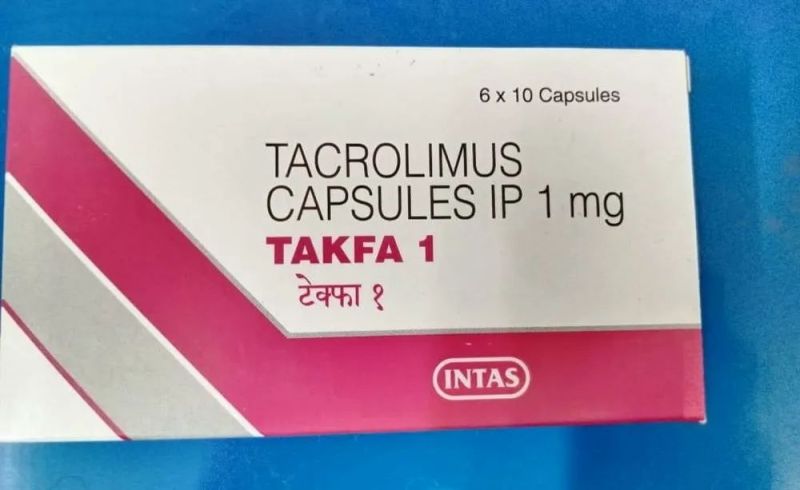 6 x 10 Capsules
TACROLIMUS
CAPSULES IP 1 mg
TAKFA 1
टेक्फा १
INTAS